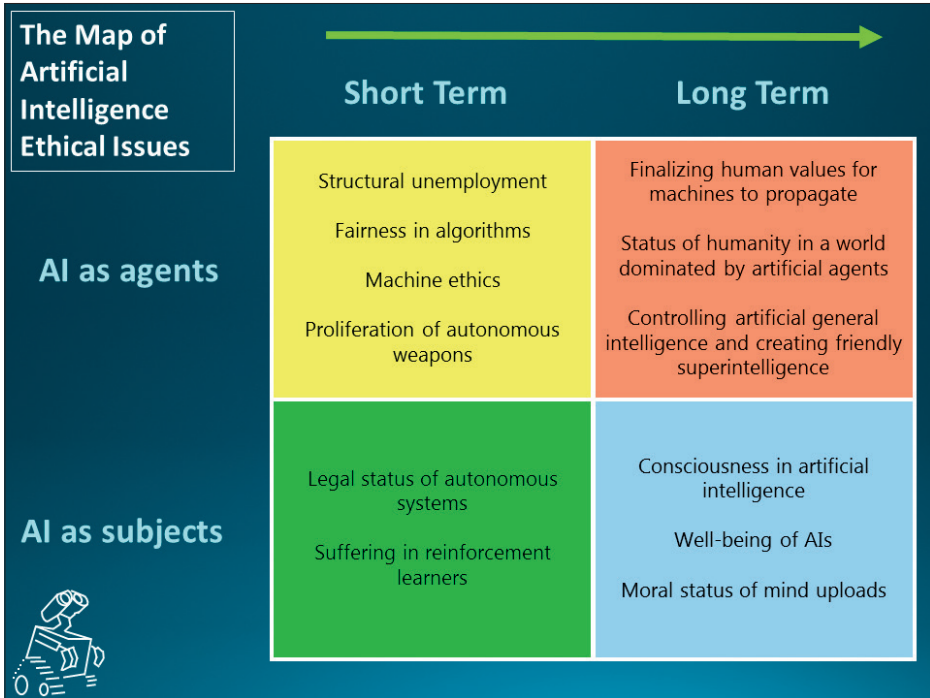 The Map of
Artificial
Intelligence
Ethical Issues
Short Term
Long Term
AI as agents
Structural unemployment
Fairness in algorithms
Machine ethics
Proliferation of autonomous
weapons
Finalizing human values for
machines to propagate
Status of humanity in a world
dominated by artificial agents
Controlling artificial general
intelligence and creating friendly
superintelligence
AI as subjects
Legal status of autonomous
systems
Suffering in reinforcement
learners
Consciousness in artificial
intelligence
Well-being of AIs
Moral status of mind uploads